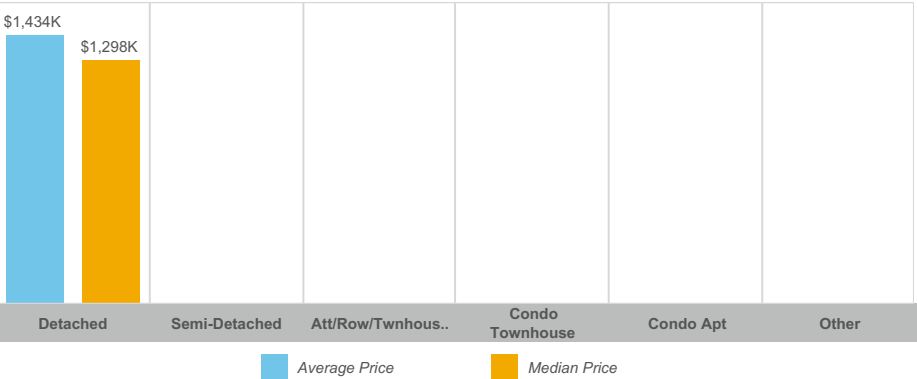 $1,434K
$1,298K
Detached
Semi-Detached
Att/Row/Twnhous..
Condo
Townhouse
Condo Apt
Other
Average Price
Median Price